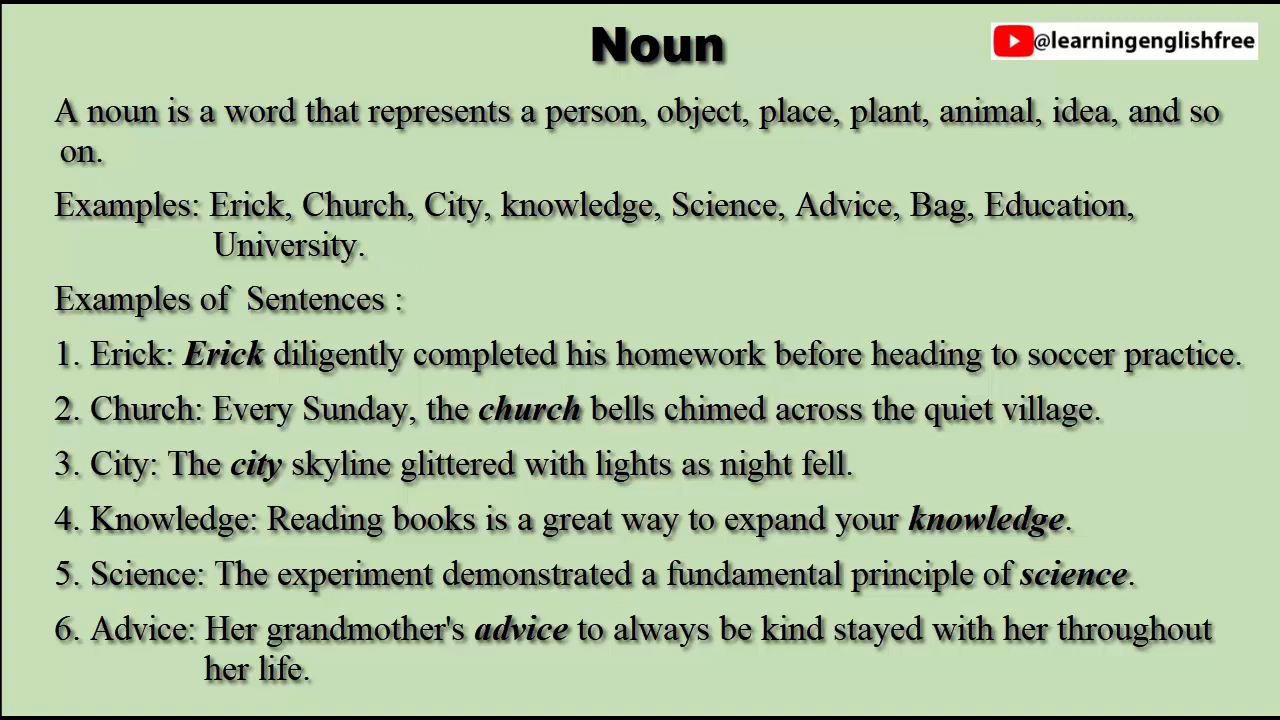 Noun
@learningenglishfree
A noun is a word that represents a person, object, place, plant, animal, idea, and so
on.
Examples: Erick, Church, City, knowledge, Science, Advice, Bag, Education,
University.
Examples of Sentences :
1. Erick: Erick diligently completed his homework before heading to soccer practice.
2. Church: Every Sunday, the church bells chimed across the quiet village.
3. City: The city skyline glittered with lights as night fell.
4. Knowledge: Reading books is a great way to expand your knowledge.
5. Science: The experiment demonstrated a fundamental principle of science.
6. Advice: Her grandmother's advice to always be kind stayed with her throughout
her life.